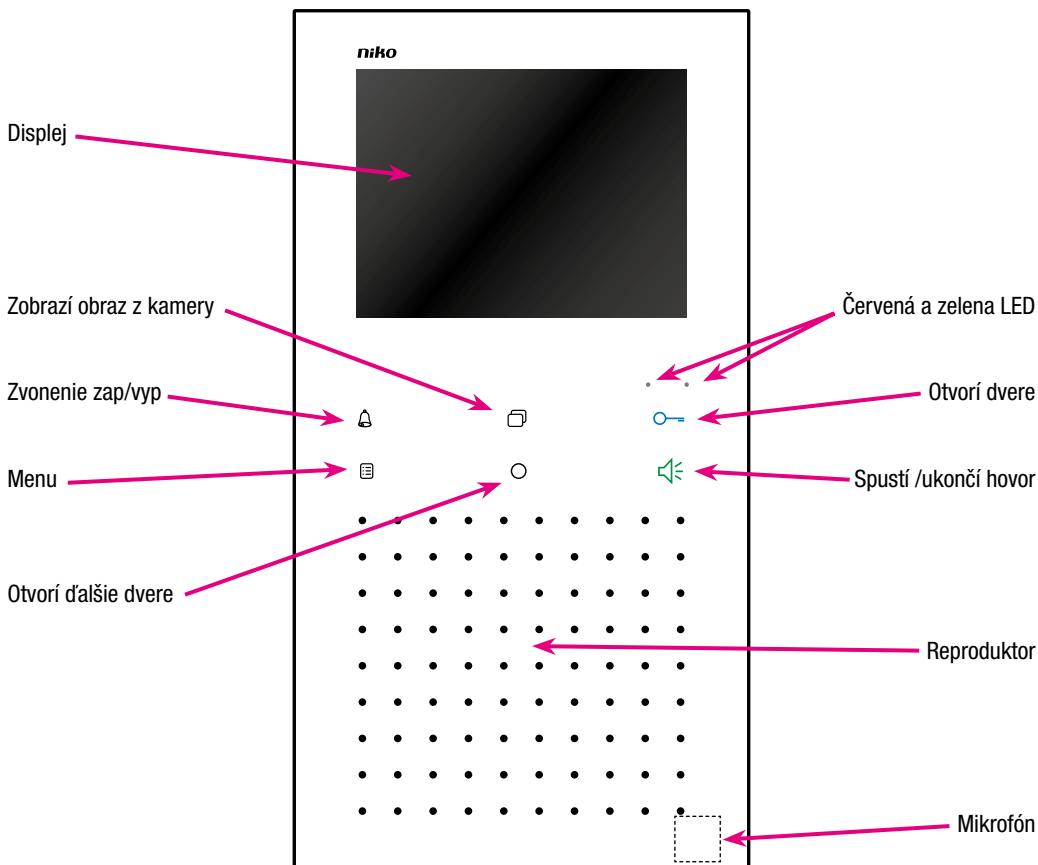 niko
Displej
Zobrazí obraz z kamery
Červená a zelena LED
Zvonenie zap/vyp
Otvorí dvere
Menu
Spustí /ukončí hovor
Otvorí ďalšie dvere
Reproduktor
Mikrofón